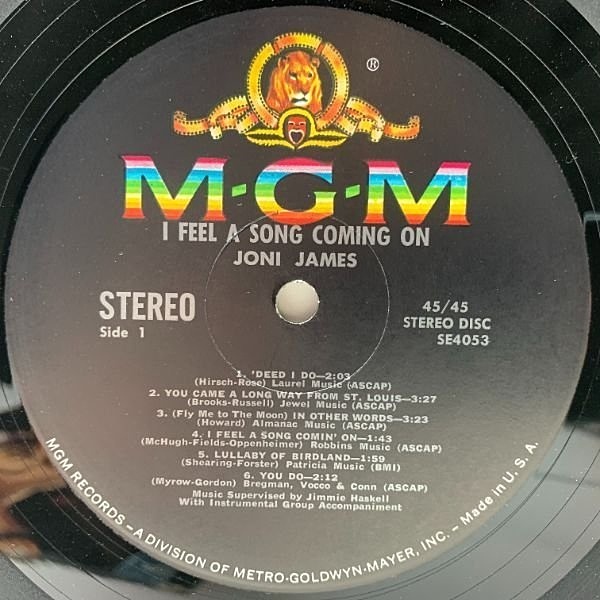 ®
M-G-M
I FEEL A SONG COMING ON
JONI JAMES
STEREO
Side 1
45/45
STEREO DISC
SE4053
1. 'DEED I DO—2:03
(Hirsch-Rose) Laurel Music (ASCAP)
2. YOU CAME A LONG WAY FROM ST. LOUIS—3:27
(Brooks-Russell) Jewel Music (ASCAP)
3. (Fly Me to The Moon) IN OTHER WORDS—3:23
(Howard) Almanac Music (ASCAP)
4. I FEEL A SONG COMIN' ON—1:43
(McHugh-Fields-Oppenheimer) Robbins Music (ASCAP)
5. LULLABY OF BIRDLAND—1:59
(Shearing-Forster) Patricia Music (BMI)
6. YOU DO—2:12
(Myrow-Gordon) Bregman, Vocco & Conn (ASCAP)
Music Supervised by Jimmie Haskell
With Instrumental Group Accompaniment
MGM RECORDS—A DIVISION OF METRO-GOLDWYN-MAYER, INC. — Made in U. S. A.